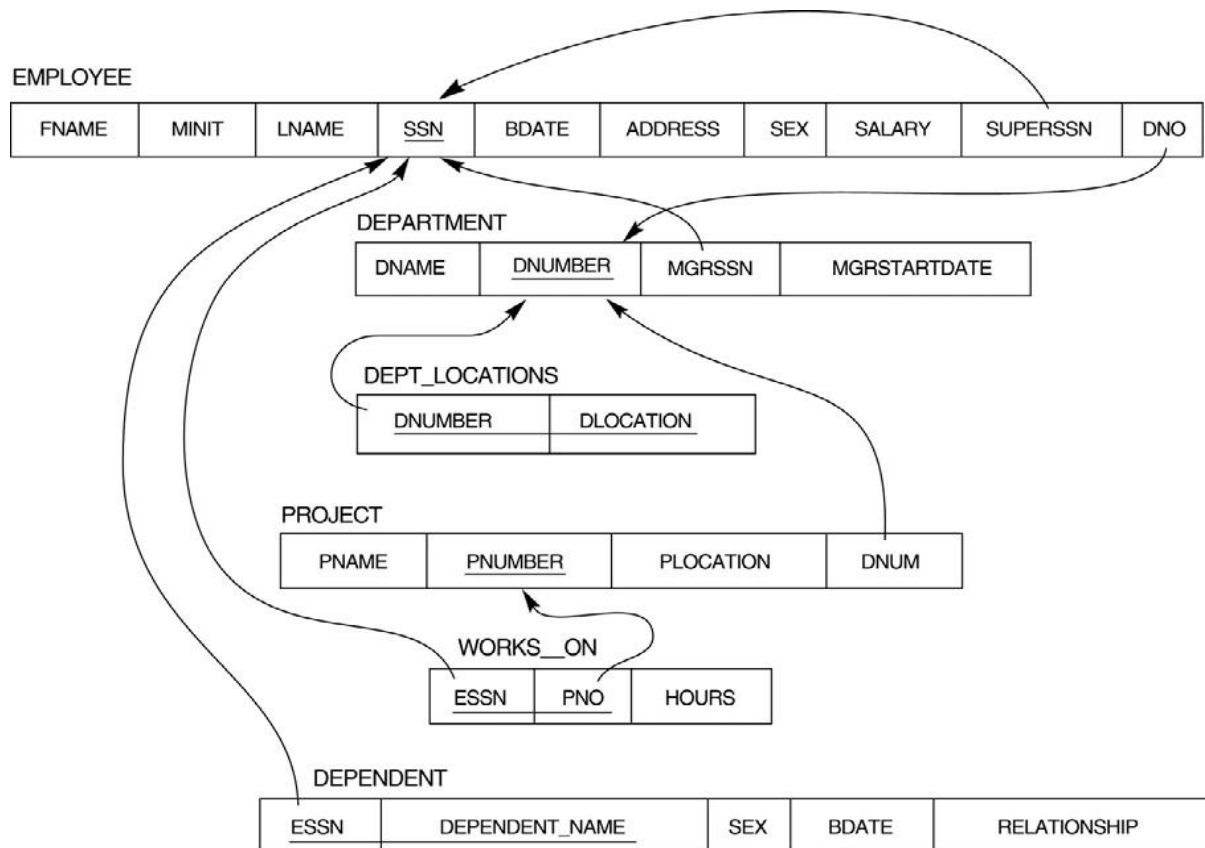 EMPLOYEE
FNAME MINIT LNAME SSN BDATE ADDRESS SEX SALARY SUPERSSN DNO
DEPARTMENT
DNAME DNUMBER MGRSSN MGRSTARTDATE
DEPT_LOCATIONS
DNUMBER DLOCATION
PROJECT
PNAME PNUMBER PLOCATION DNUM
WORKS__ON
ESSN PNO HOURS
DEPENDENT
ESSN DEPENDENT_NAME SEX BDATE RELATIONSHIP